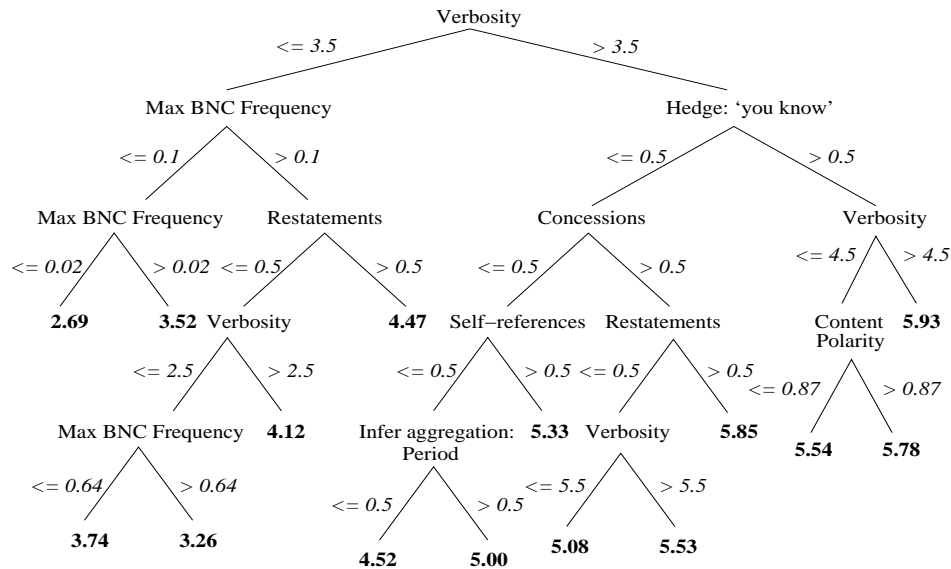 Verbosity
<= 3.5 > 3.5
Max BNC Frequency Hedge: ‘you know’
<= 0.1 > 0.1 <= 0.5 > 0.5
Max BNC Frequency Restatements Concessions Verbosity
<= 0.02 > 0.02 <= 0.5 > 0.5 <= 0.5 > 0.5 <= 4.5 > 4.5
2.69 3.52 Verbosity 4.47 Self−references Restatements Content 5.93
Polarity
<= 2.5 > 2.5 <= 0.5 > 0.5 <= 0.5 > 0.5 <= 0.87 > 0.87
Max BNC Frequency 4.12 Infer aggregation: 5.33 Verbosity 5.85 5.54 5.78
Period
<= 0.64 > 0.64 <= 0.5 > 0.5 <= 5.5 > 5.5
3.74 3.26 4.52 5.00 5.08 5.53